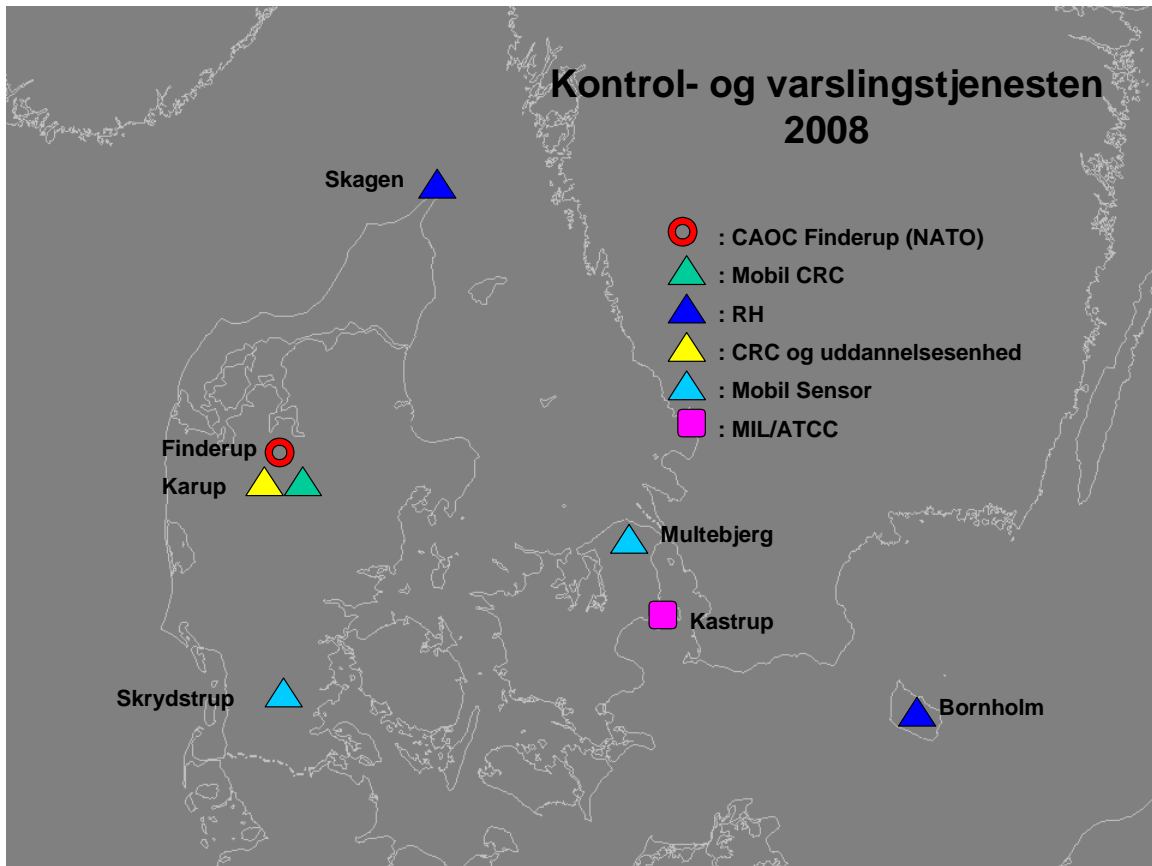 Kontrol- og varslingstjenesten
2008
Skagen
: CAOC Finderup (NATO)
: Mobil CRC
: RH
: CRC og uddannelsesenhed
: Mobil Sensor
: MIL/ATCC
Finderup
Karup
Multebjerg
Kastrup
Skrydstrup
Bornholm